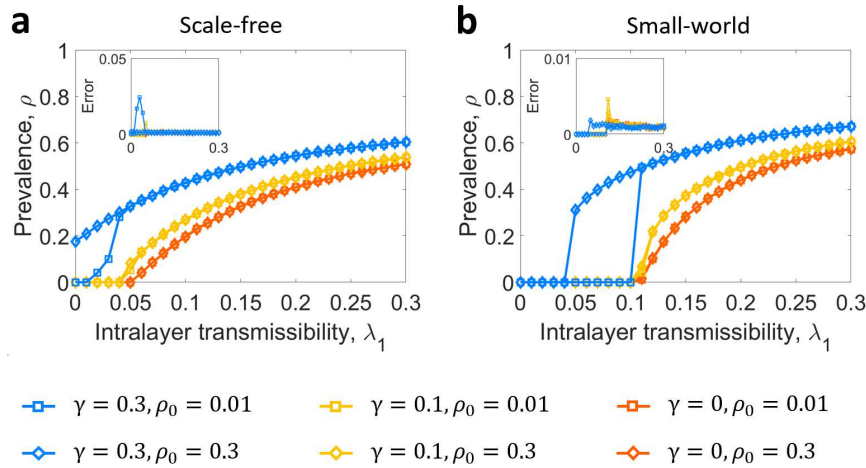 a Scale-free
b Small-world
0.05
Error
0
0 0.3
0.01
Error
0
0 0.3
1
0.8
0.6
0.4
0.2
0
Prevalence, ρ
0 0.05 0.1 0.15 0.2 0.25 0.3
Intralayer transmissibility, λ₁
1
0.8
0.6
0.4
0.2
0
Prevalence, ρ
0 0.05 0.1 0.15 0.2 0.25 0.3
Intralayer transmissibility, λ₁
γ = 0.3, ρ₀ = 0.01
γ = 0.1, ρ₀ = 0.01
γ = 0, ρ₀ = 0.01
γ = 0.3, ρ₀ = 0.3
γ = 0.1, ρ₀ = 0.3
γ = 0, ρ₀ = 0.3